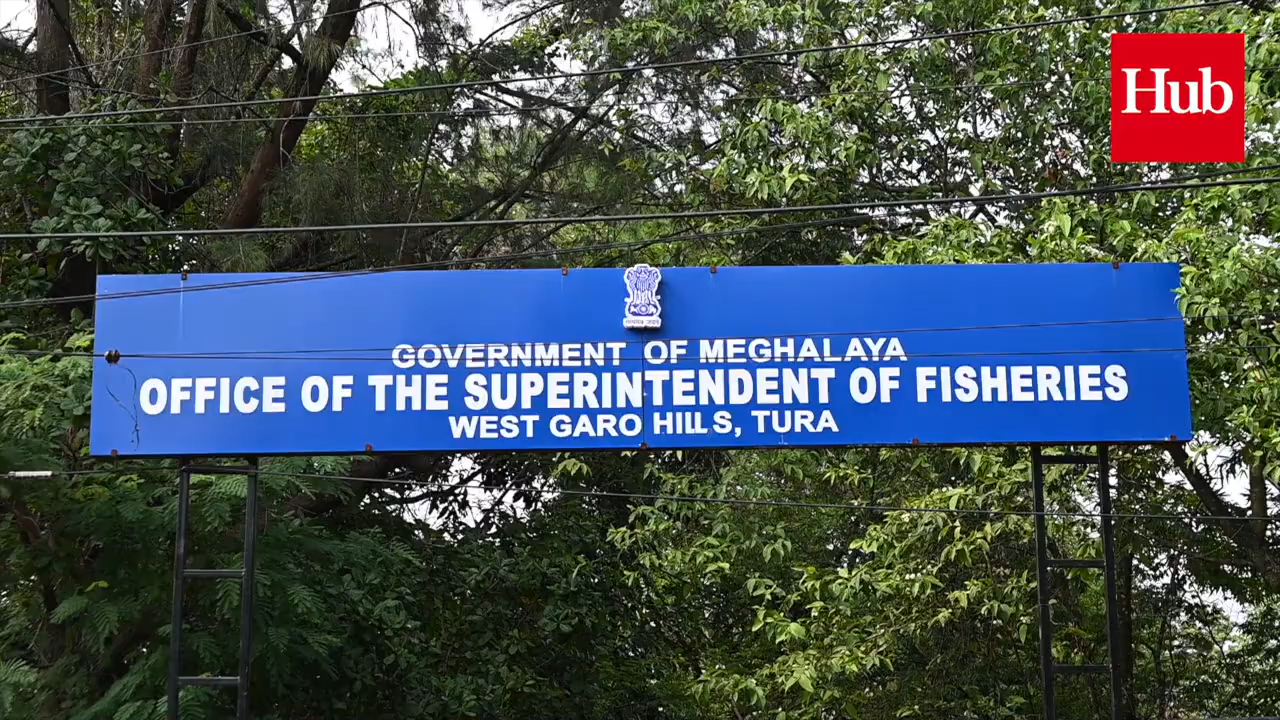 Hub
GOVERNMENT OF MEGHALAYA
OFFICE OF THE SUPERINTENDENT OF FISHERIES
WEST GARO HILLS, TURA